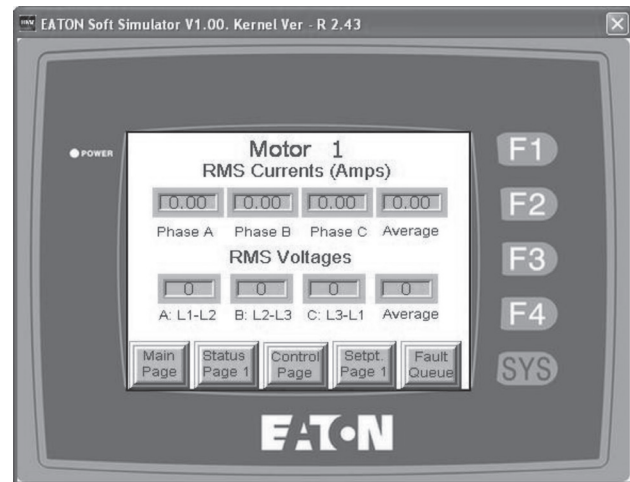 EATON Soft Simulator V1.00. Kernel Ver - R 2.43
POWER
Motor 1
RMS Currents (Amps)
0.00 0.00 0.00 0.00
Phase A Phase B Phase C Average
RMS Voltages
0 0 0 0
A: L1-L2 B: L2-L3 C: L3-L1 Average
Main Page
Status Page 1
Control Page
Setpt. Page 1
Fault Queue
F1
F2
F3
F4
SYS
EATON